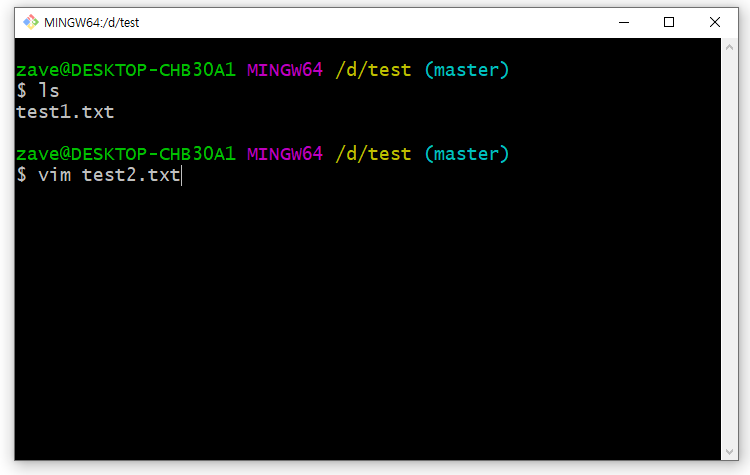 MINGW64:/d/test
zave@DESKTOP-CHB30A1 MINGW64 /d/test (master)
$ ls
test1.txt
zave@DESKTOP-CHB30A1 MINGW64 /d/test (master)
$ vim test2.txt